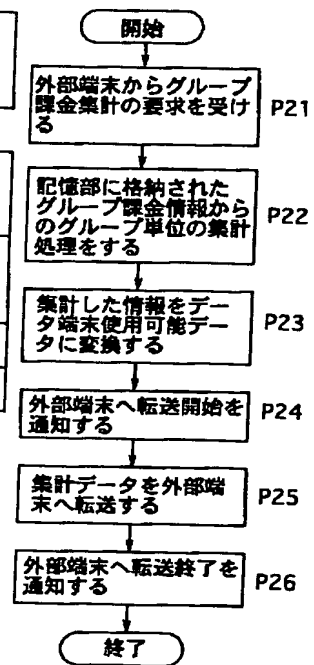 開始
外部端末からグループ
課金集計の要求を受け
る
P21
記憶部に格納された
グループ課金情報から
のグループ単位の集計
処理をする
P22
集計した情報をデー
タ端末使用可能デー
タに変換する
P23
外部端末へ転送開始を
通知する
P24
集計データを外部端
末へ転送する
P25
外部端末へ転送終了を
通知する
P26
終了